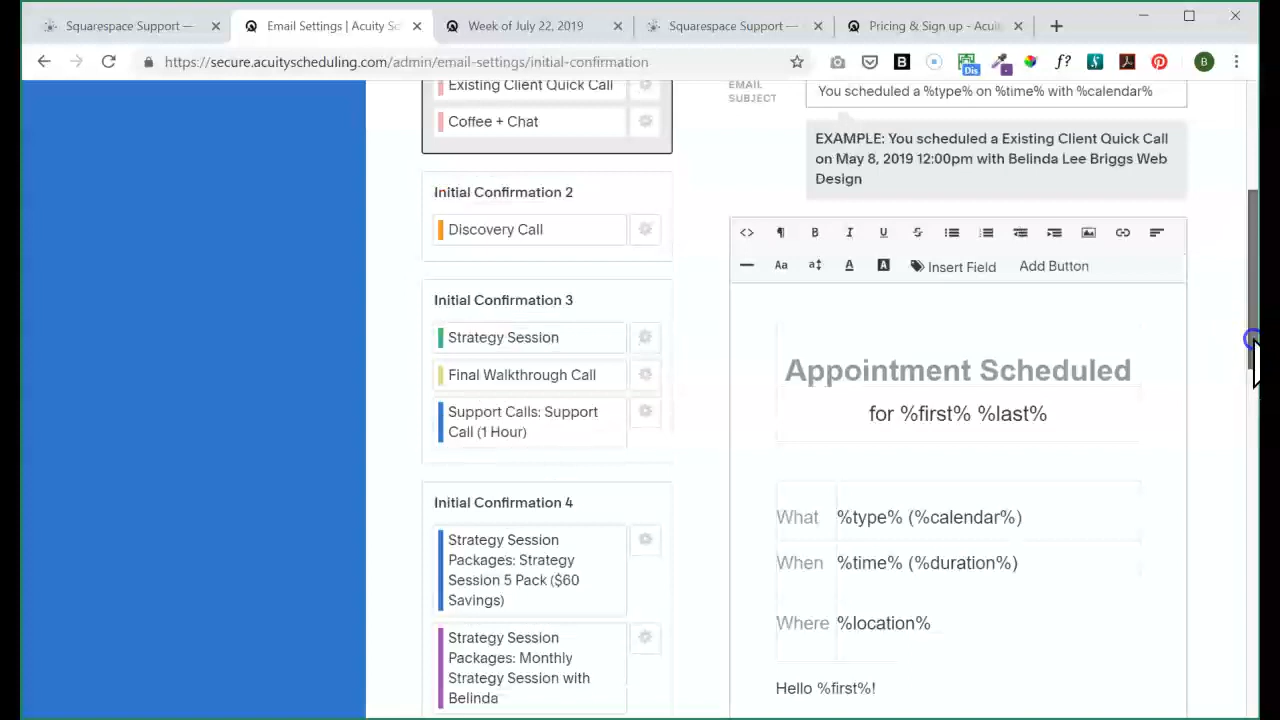 Squarespace Support —
Email Settings | Acuity Sc
Week of July 22, 2019
Squarespace Support —
Pricing & Sign up - Acuit
https://secure.acuityscheduling.com/admin/email-settings/initial-confirmation
B
Dis
f?
B
Existing Client Quick Call
Coffee + Chat
Initial Confirmation 2
Discovery Call
Initial Confirmation 3
Strategy Session
Final Walkthrough Call
Support Calls: Support
Call (1 Hour)
Initial Confirmation 4
Strategy Session
Packages: Strategy
Session 5 Pack ($60
Savings)
Strategy Session
Packages: Monthly
Strategy Session with
Belinda
EMAIL
SUBJECT
You scheduled a %type% on %time% with %calendar%
EXAMPLE: You scheduled a Existing Client Quick Call
on May 8, 2019 12:00pm with Belinda Lee Briggs Web
Design
Insert Field
Add Button
Appointment Scheduled
for %first% %last%
What %type% (%calendar%)
When %time% (%duration%)
Where %location%
Hello %first%!